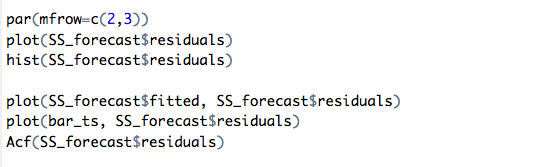 par(mfrow=c(2,3))
plot(SS_forecast$residuals)
hist(SS_forecast$residuals)
plot(SS_forecast$fitted, SS_forecast$residuals)
plot(bar_ts, SS_forecast$residuals)
Acf(SS_forecast$residuals)